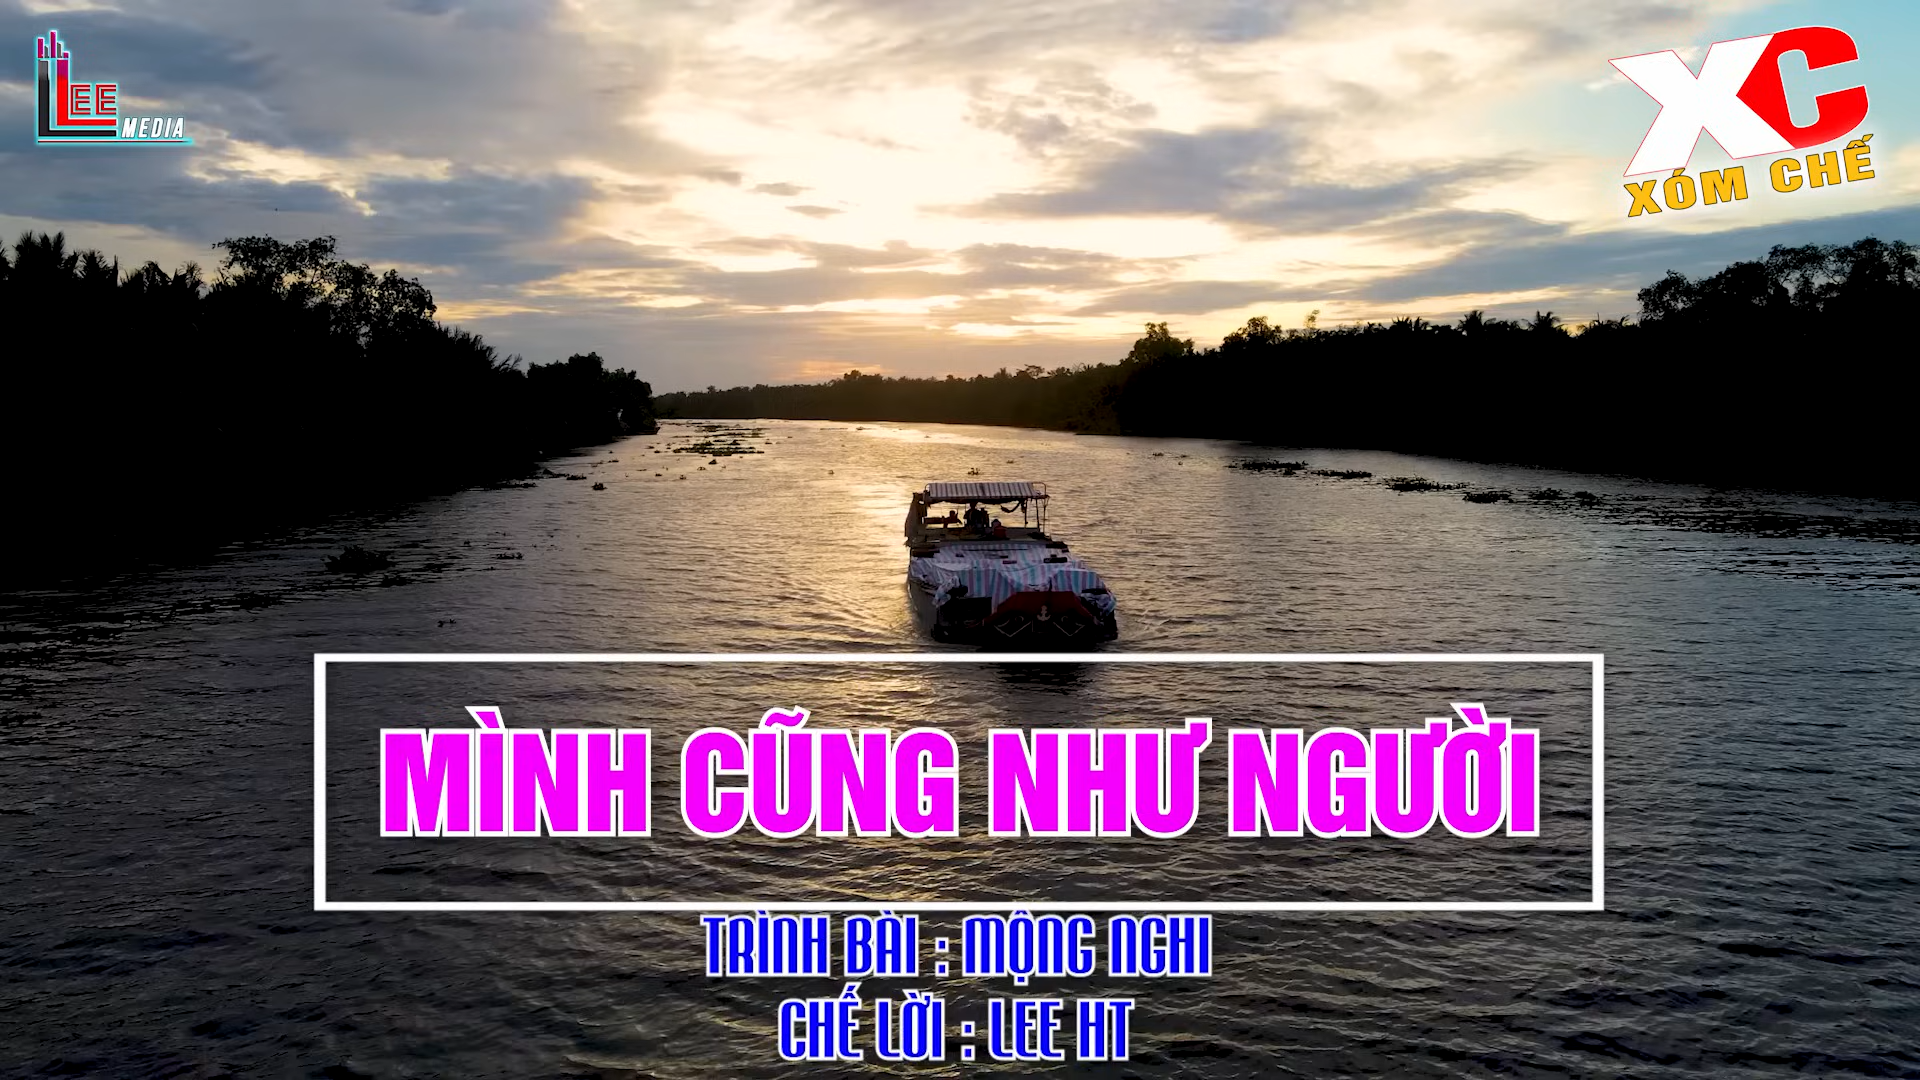 LEE MEDIA
XC
XÓM CHẾ
MÌNH CŨNG NHƯ NGƯỜI
TRÌNH BÀI : MỘNG NGHI
CHẾ LỜI : LEE HT